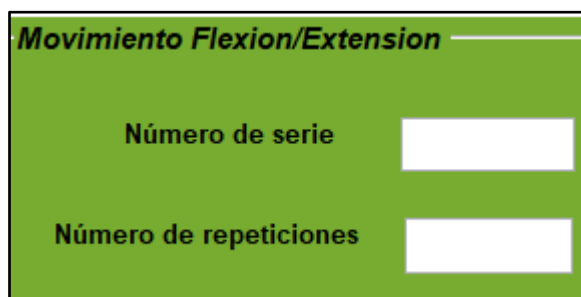 Movimiento Flexion/Extension
Número de serie
Número de repeticiones